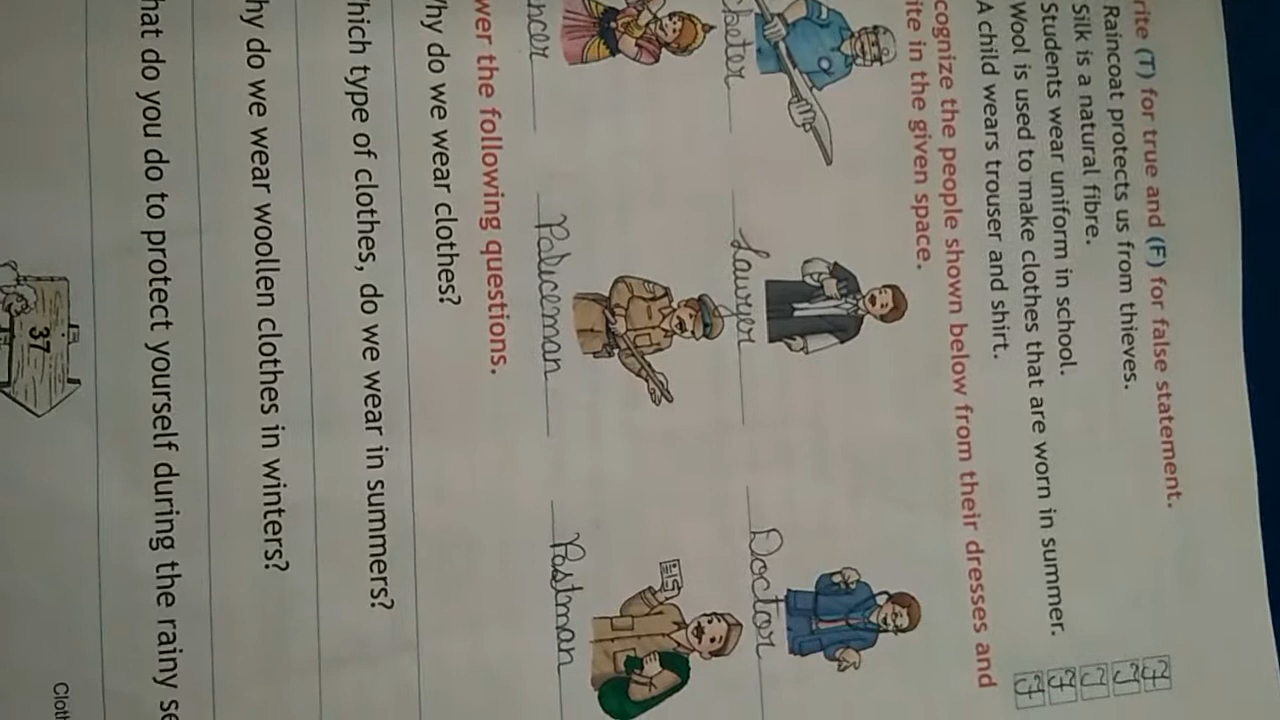 rite (T) for true and (F) for false statement.
Raincoat protects us from thieves. F
Silk is a natural fibre. T
Students wear uniform in school. T
Wool is used to make clothes that are worn in summer. F
A child wears trouser and shirt.
cognize the people shown below from their dresses and
ite in the given space.
keter Lawyer Doctor
ncer Policeman Postman
wer the following questions.
hy do we wear clothes?
hich type of clothes, do we wear in summers?
hy do we wear woollen clothes in winters?
hat do you do to protect yourself during the rainy se
37
Cloth